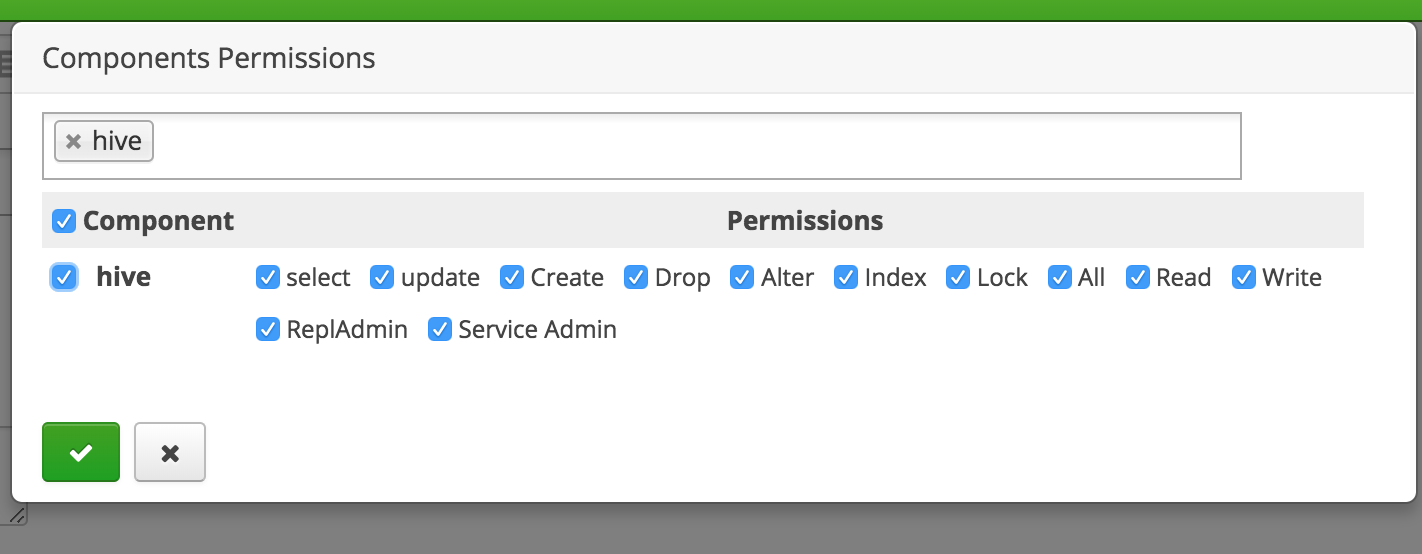 Components Permissions
hive
Component Permissions
hive select update Create Drop Alter Index Lock All Read Write
ReplAdmin Service Admin